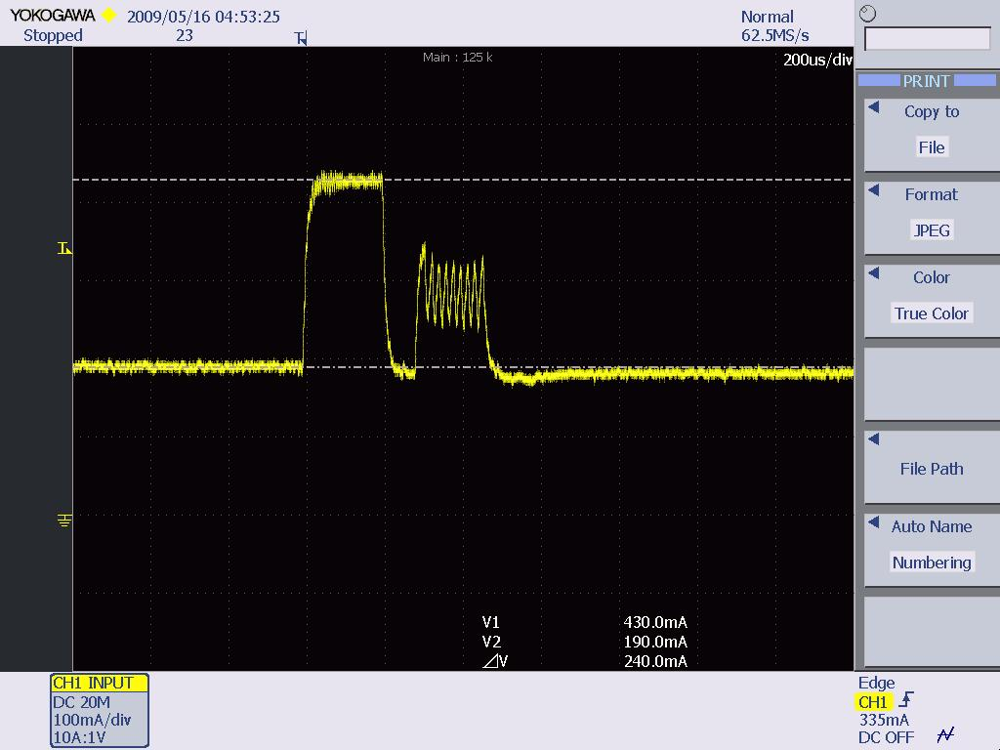 YOKOGAWA 2009/05/16 04:53:25
Stopped 23
Normal
62.5MS/s
Main : 125 k
200us/div
PRINT
Copy to
File
Format
JPEG
Color
True Color
File Path
Auto Name
Numbering
V1 430.0mA
V2 190.0mA
⊿V 240.0mA
CH1 INPUT
DC 20M
100mA/div
10A:1V
Edge
CH1
335mA
DC OFF